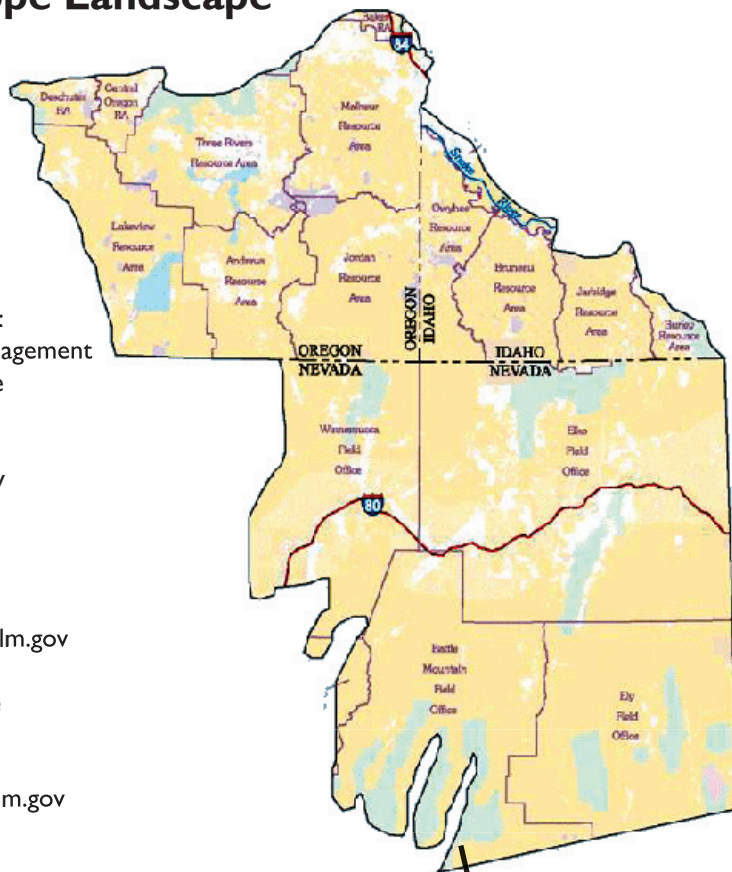 pe Landscape
Baker
RA
84
Deschutes
RA
Central
Oregon
RA
Malheur
Resource
Area
Three Rivers
Resource Area
Snake
River
Owyhee
Resource
Area
Lakeview
Resource
Area
Andrews
Resource
Area
Jordan
Resource
Area
Bruneau
Resource
Area
Jarbidge
Resource
Area
Burley
Resource
Area
OREGON
IDAHO
OREGON
NEVADA
IDAHO
NEVADA
:
agement
e
y
lm.gov
m.gov
Winnemucca
Field
Office
Elko
Field
Office
80
Battle
Mountain
Field
Office
Ely
Field
Office